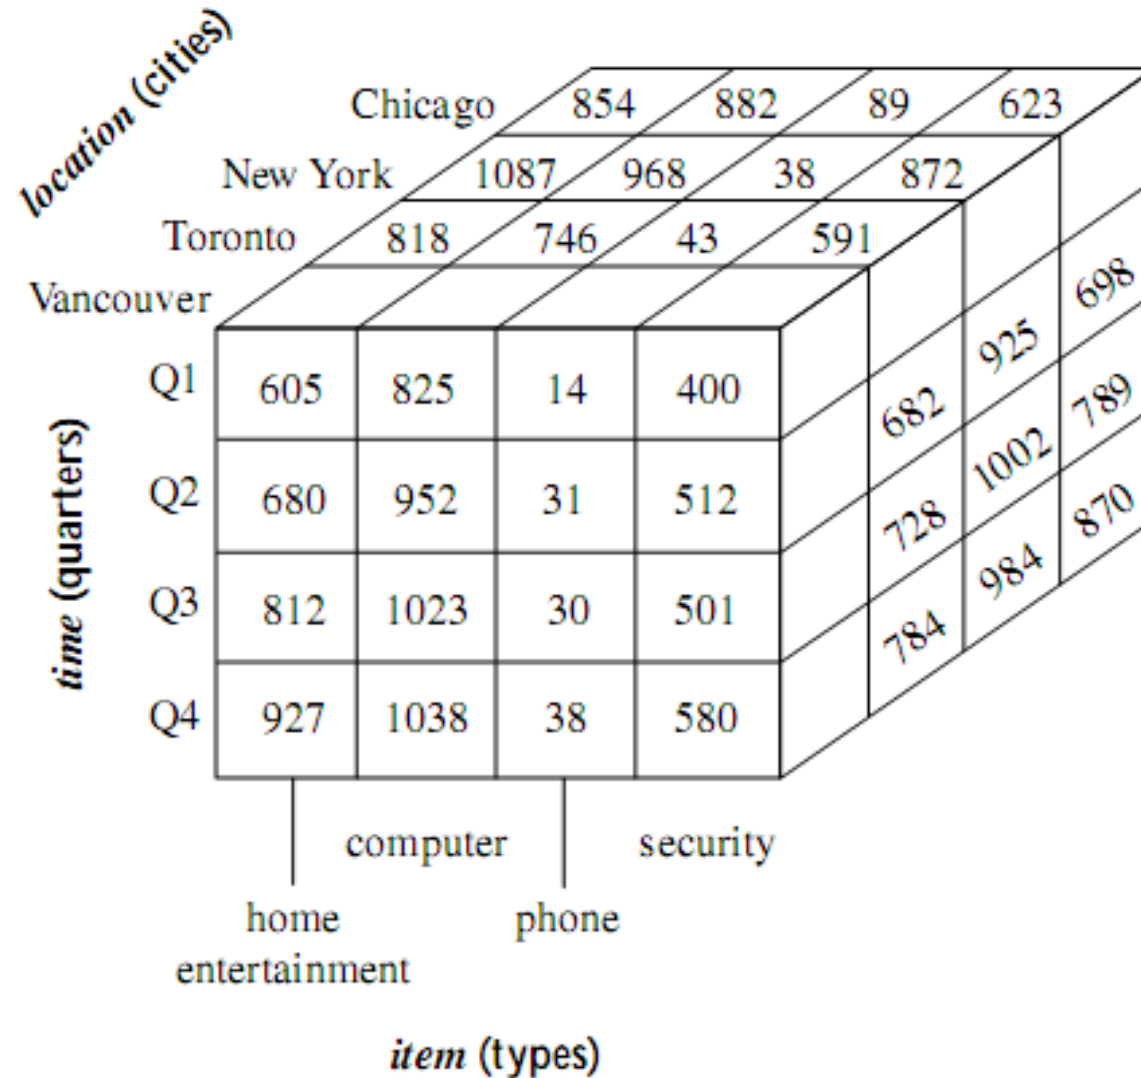 location (cities)
Chicago 854 882 89 623
New York 1087 968 38 872
Toronto 818 746 43 591
Vancouver
Q1 605 825 14 400
Q2 680 952 31 512
Q3 812 1023 30 501
Q4 927 1038 38 580
682 925 698
728 1002 789
784 984 870
time (quarters)
computer security
home phone
entertainment
item (types)